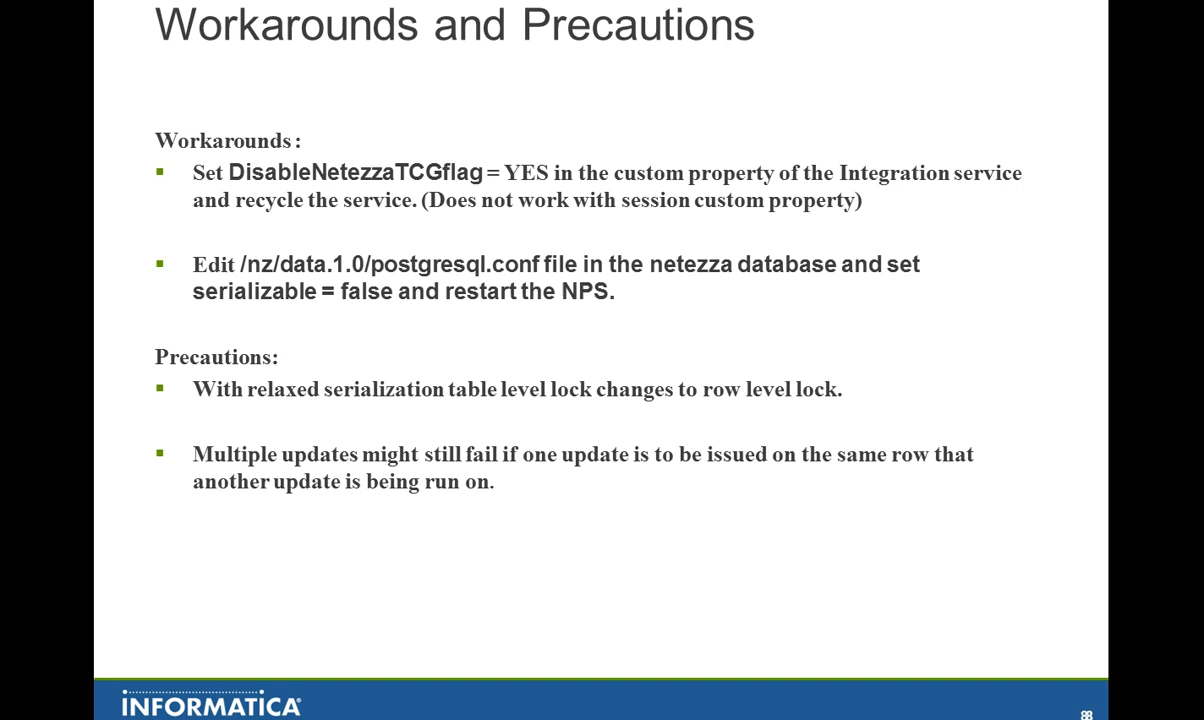 Workarounds and Precautions
Workarounds :
Set DisableNetezzaTCGflag = YES in the custom property of the Integration service
and recycle the service. (Does not work with session custom property)
Edit /nz/data.1.0/postgresql.conf file in the netezza database and set
serializable = false and restart the NPS.
Precautions:
With relaxed serialization table level lock changes to row level lock.
Multiple updates might still fail if one update is to be issued on the same row that
another update is being run on.
INFORMATICA